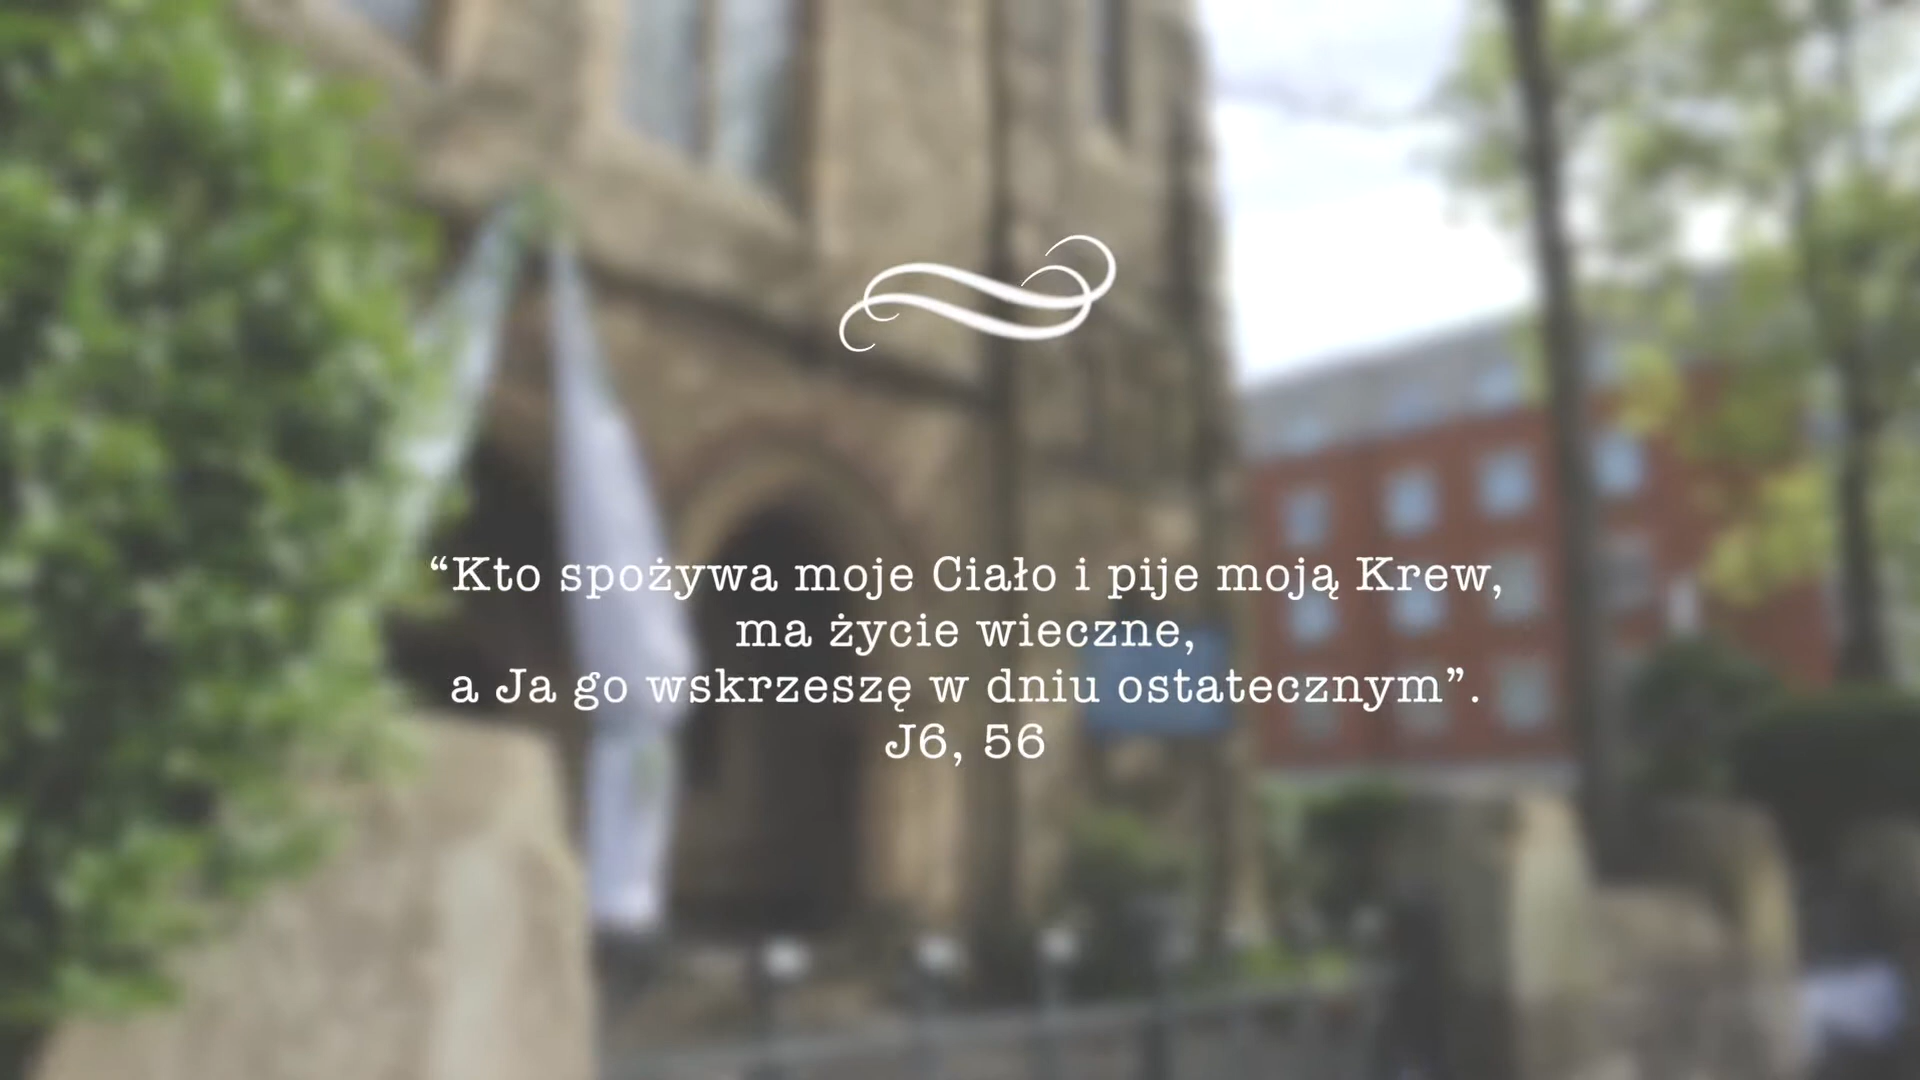 “Kto spożywa moje Ciało i pije moją Krew,
ma życie wieczne,
a Ja go wskrzeszę w dniu ostatecznym”.
J6, 56